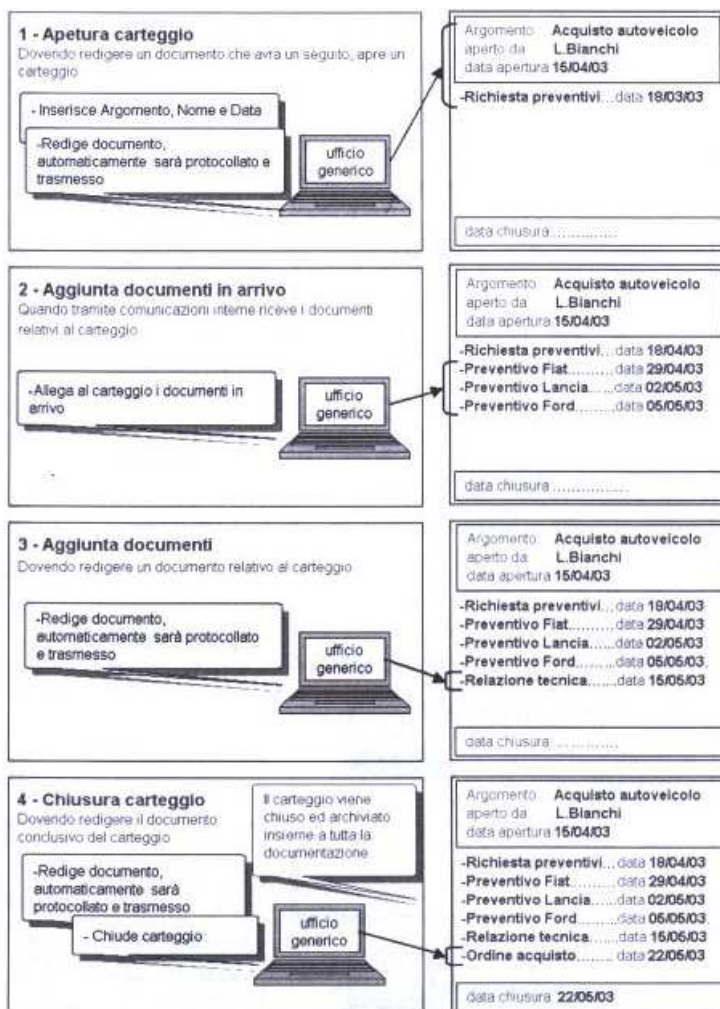 1 - Apetura carteggio
Dovendo redigere un documento che avra un seguito, apre un
carteggio
- Inserisce Argomento, Nome e Data
-Redige documento,
automaticamente sarà protocollato e
trasmesso
ufficio
generico
Argomento Acquisto autoveicolo
aperto da L.Bianchi
data apertura 15/04/03
-Richiesta preventivi...data 18/03/03
data chiusura ..............
2 - Aggiunta documenti in arrivo
Quando tramite comunicazioni interne riceve i documenti
relativi al carteggio
-Allega al carteggio i documenti in
arrivo
ufficio
generico
Argomento Acquisto autoveicolo
aperto da L.Bianchi
data apertura 15/04/03
-Richiesta preventivi...data 18/04/03
-Preventivo Fiat.........data 29/04/03
-Preventivo Lancia......data 02/05/03
-Preventivo Ford........data 05/05/03.
data chiusura ................
3 - Aggiunta documenti
Dovendo redigere un documento relativo al carteggio
-Redige documento,
automaticamente sarà protocollato
e trasmesso
ufficio
generico
Argomento Acquisto autoveicolo
aperto da L.Bianchi
data apertura 15/04/03
-Richiesta preventivi...data 18/04/03
-Preventivo Fiat.........data 29/04/03
-Preventivo Lancia......data 02/05/03
-Preventivo Ford........data 05/05/03.
-Relazione tecnica.......data 15/05/03
data chiusura ..............
4 - Chiusura carteggio
Dovendo redigere il documento
conclusivo del carteggio
Il carteggio viene
chiuso ed archiviato
insieme a tutta la
documentazione
-Redige documento,
automaticamente sarà
protocollato e trasmesso
- Chiude carteggio
ufficio
generico
Argomento Acquisto autoveicolo
aperto da L.Bianchi
data apertura 15/04/03
-Richiesta preventivi...data 18/04/03
-Preventivo Fiat.........data 29/04/03
-Preventivo Lancia......data 02/05/03
-Preventivo Ford........data 05/05/03.
-Relazione tecnica.......data 15/05/03
-Ordine acquisto........ data 22/05/03
data chiusura 22/05/03